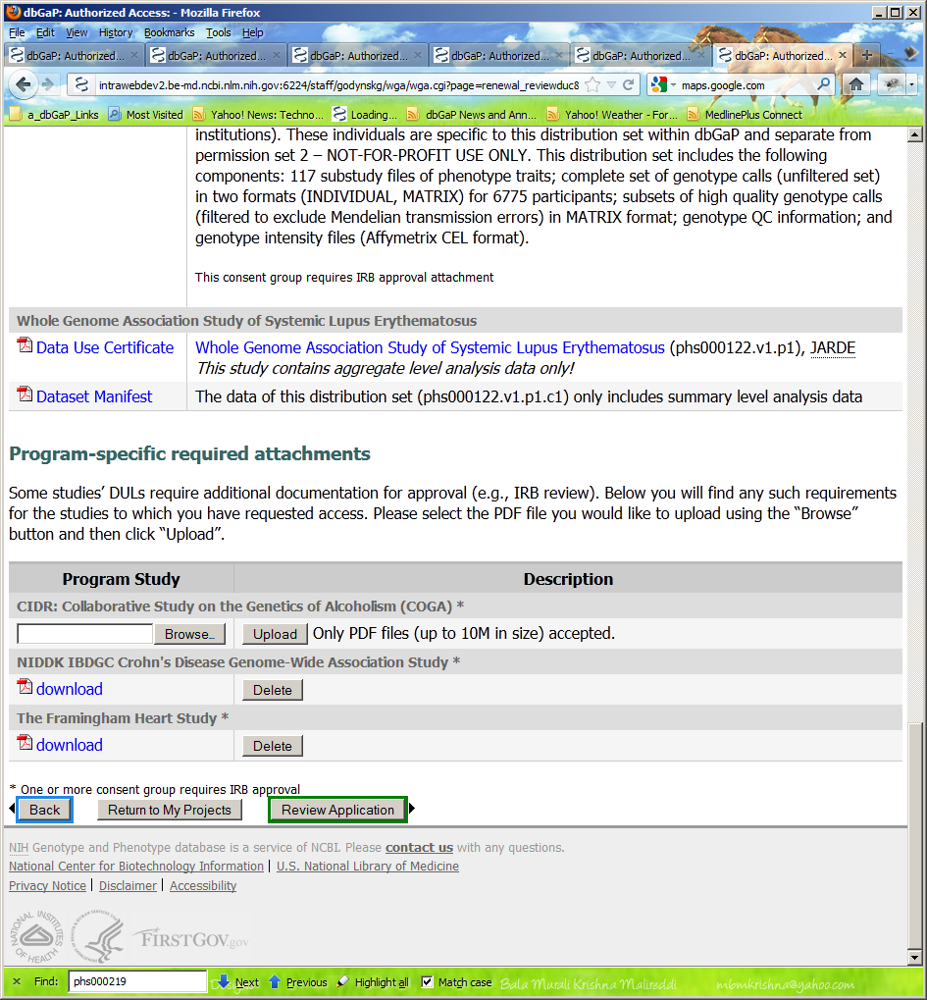 dbGaP: Authorized Access: - Mozilla Firefox
File Edit View History Bookmarks Tools Help
dbGaP: Authorized... dbGaP: Authorized... dbGaP: Authorized... dbGaP: Authorized... dbGaP: Authorized... dbGaP: Authorized...
intrawebdev2.be-md.ncbi.nlm.nih.gov:6224/staff/godynskg/wga/wga.cgi?page=renewal_reviewduc& maps.google.com
a_dbGaP_Links Most Visited Yahoo! News: Techno... Loading... dbGaP News and Ann... Yahoo! Weather - For... MedlinePlus Connect
institutions). These individuals are specific to this distribution set within dbGaP and separate from
permission set 2 – NOT-FOR-PROFIT USE ONLY. This distribution set includes the following
components: 117 substudy files of phenotype traits; complete set of genotype calls (unfiltered set)
in two formats (INDIVIDUAL, MATRIX) for 6775 participants; subsets of high quality genotype calls
(filtered to exclude Mendelian transmission errors) in MATRIX format; genotype QC information; and
genotype intensity files (Affymetrix CEL format).
This consent group requires IRB approval attachment
Whole Genome Association Study of Systemic Lupus Erythematosus
Data Use Certificate Whole Genome Association Study of Systemic Lupus Erythematosus (phs000122.v1.p1), JARDE
This study contains aggregate level analysis data only!
Dataset Manifest The data of this distribution set (phs000122.v1.p1.c1) only includes summary level analysis data
Program-specific required attachments
Some studies’ DULs require additional documentation for approval (e.g., IRB review). Below you will find any such requirements
for the studies to which you have requested access. Please select the PDF file you would like to upload using the “Browse”
button and then click “Upload”.
Program Study Description
CIDR: Collaborative Study on the Genetics of Alcoholism (COGA) *
Browse... Upload Only PDF files (up to 10M in size) accepted.
NIDDK IBDGC Crohn's Disease Genome-Wide Association Study *
download Delete
The Framingham Heart Study *
download Delete
* One or more consent group requires IRB approval
Back Return to My Projects Review Application
NIH Genotype and Phenotype database is a service of NCBI. Please contact us with any questions.
National Center for Biotechnology Information | U.S. National Library of Medicine
Privacy Notice | Disclaimer | Accessibility
NATIONAL INSTITUTES OF HEALTH
FIRSTGOV.gov
× Find: phs000219 Next Previous Highlight all Match case Bala Murali Krishna Malireddi mbmkrishna@yahoo.com